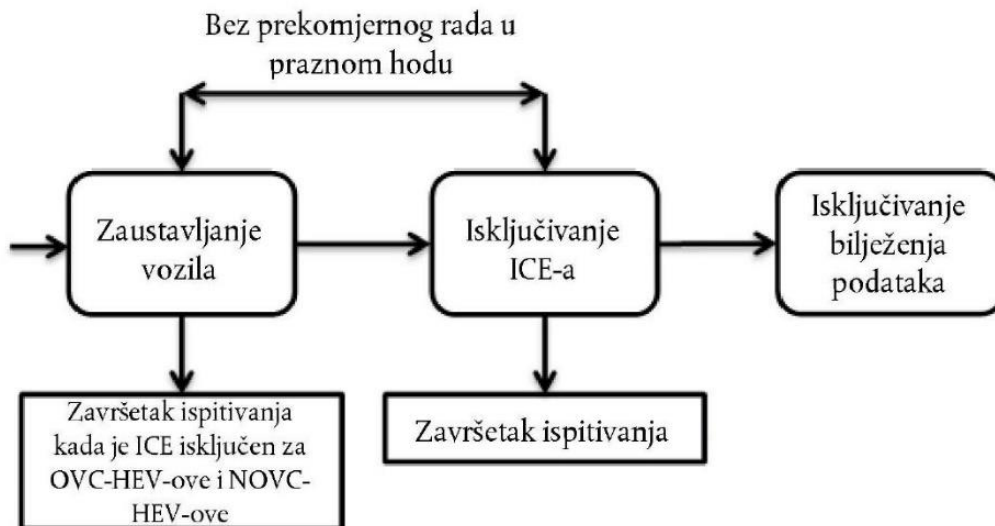 Bez prekomjernog rada u
praznom hodu
Zaustavljanje
vozila
Isključivanje
ICE-a
Isključivanje
bilježenja
podataka
Završetak ispitivanja
kada je ICE isključen za
OVC-HEV-ove i NOVC-
HEV-ove
Završetak ispitivanja